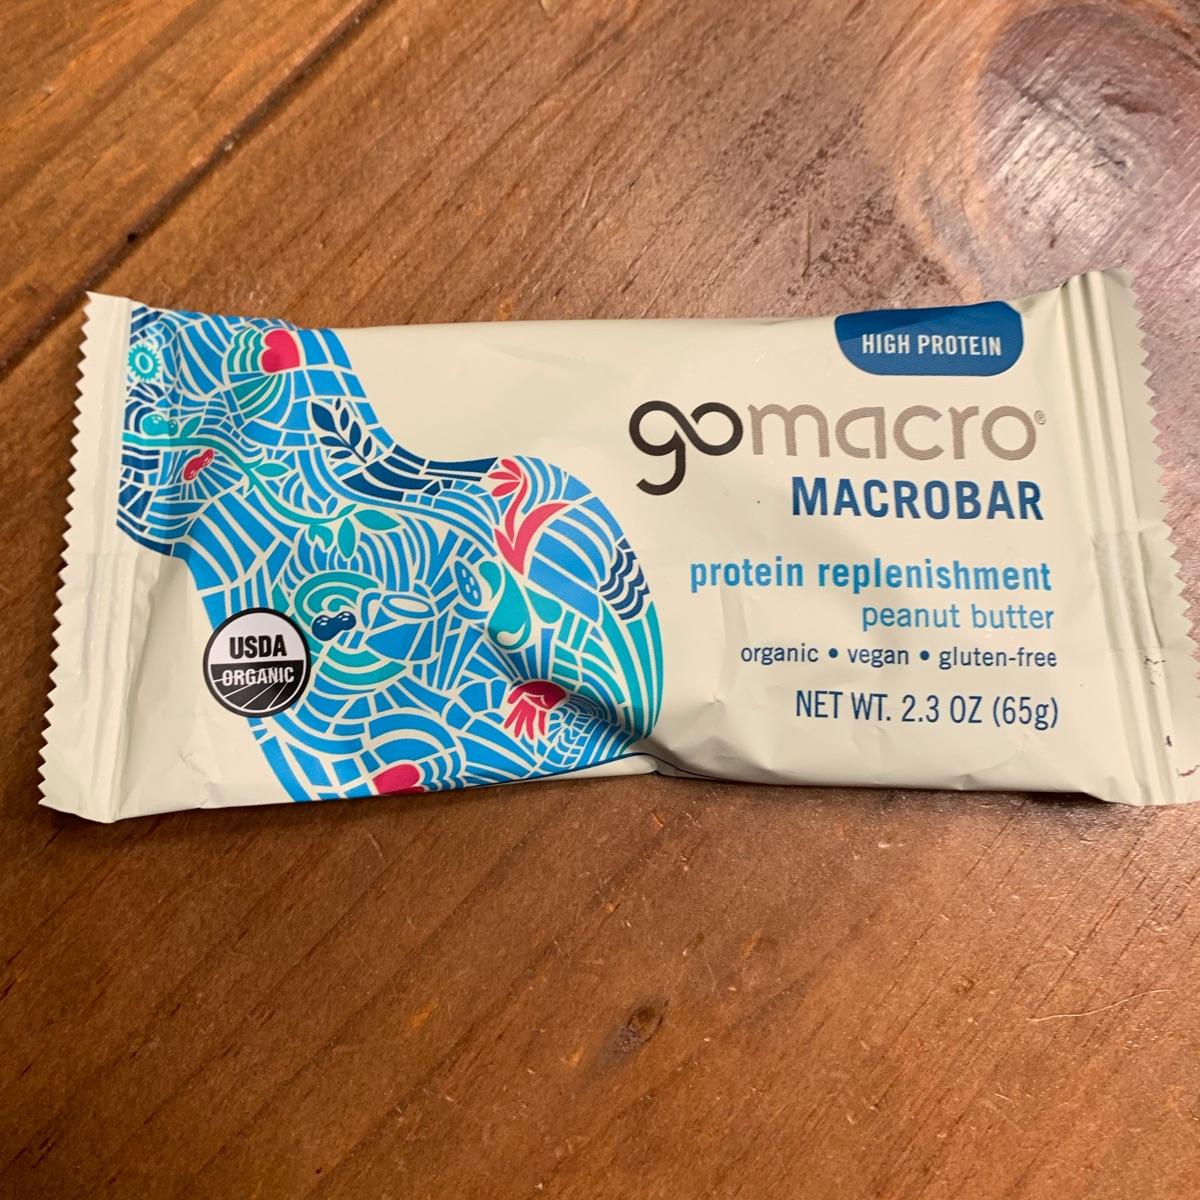 HIGH PROTEIN
gomacro®
MACROBAR
protein replenishment
peanut butter
organic • vegan • gluten-free
NET WT. 2.3 OZ (65g)
USDA
ORGANIC